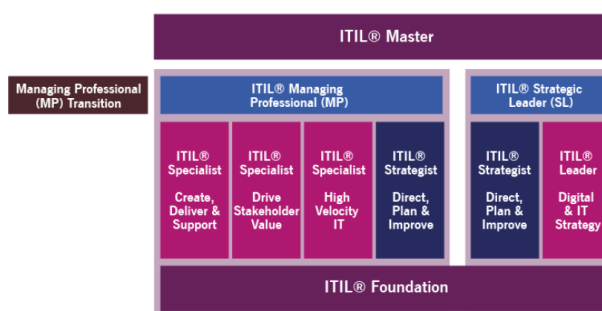 ITIL® Master
Managing Professional
(MP) Transition
ITIL® Managing
Professional (MP)
ITIL® Strategic
Leader (SL)
ITIL®
Specialist
Create,
Deliver &
Support
ITIL®
Specialist
Drive
Stakeholder
Value
ITIL®
Specialist
High
Velocity
IT
ITIL®
Strategist
Direct,
Plan &
Improve
ITIL®
Strategist
Direct,
Plan &
Improve
ITIL®
Leader
Digital
& IT
Strategy
ITIL® Foundation